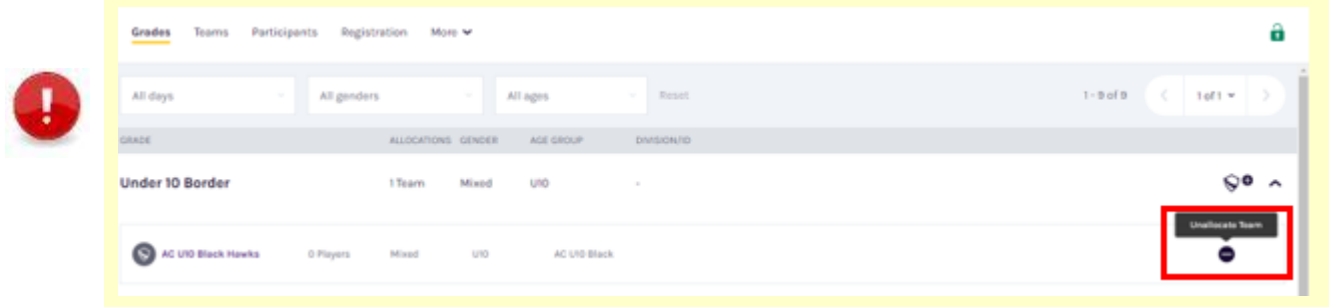 Grades Teams Participants Registration More
All days All genders All ages Reset 1 - 9 of 9 1 of 1
GRADE ALLOCATIONS GENDER AGE GROUP DIVISION/ID
Under 10 Border 1 Team Mixed U10 -
Unallocate Team
AC U10 Black Hawks 0 Players Mixed U10 AC U10 Black